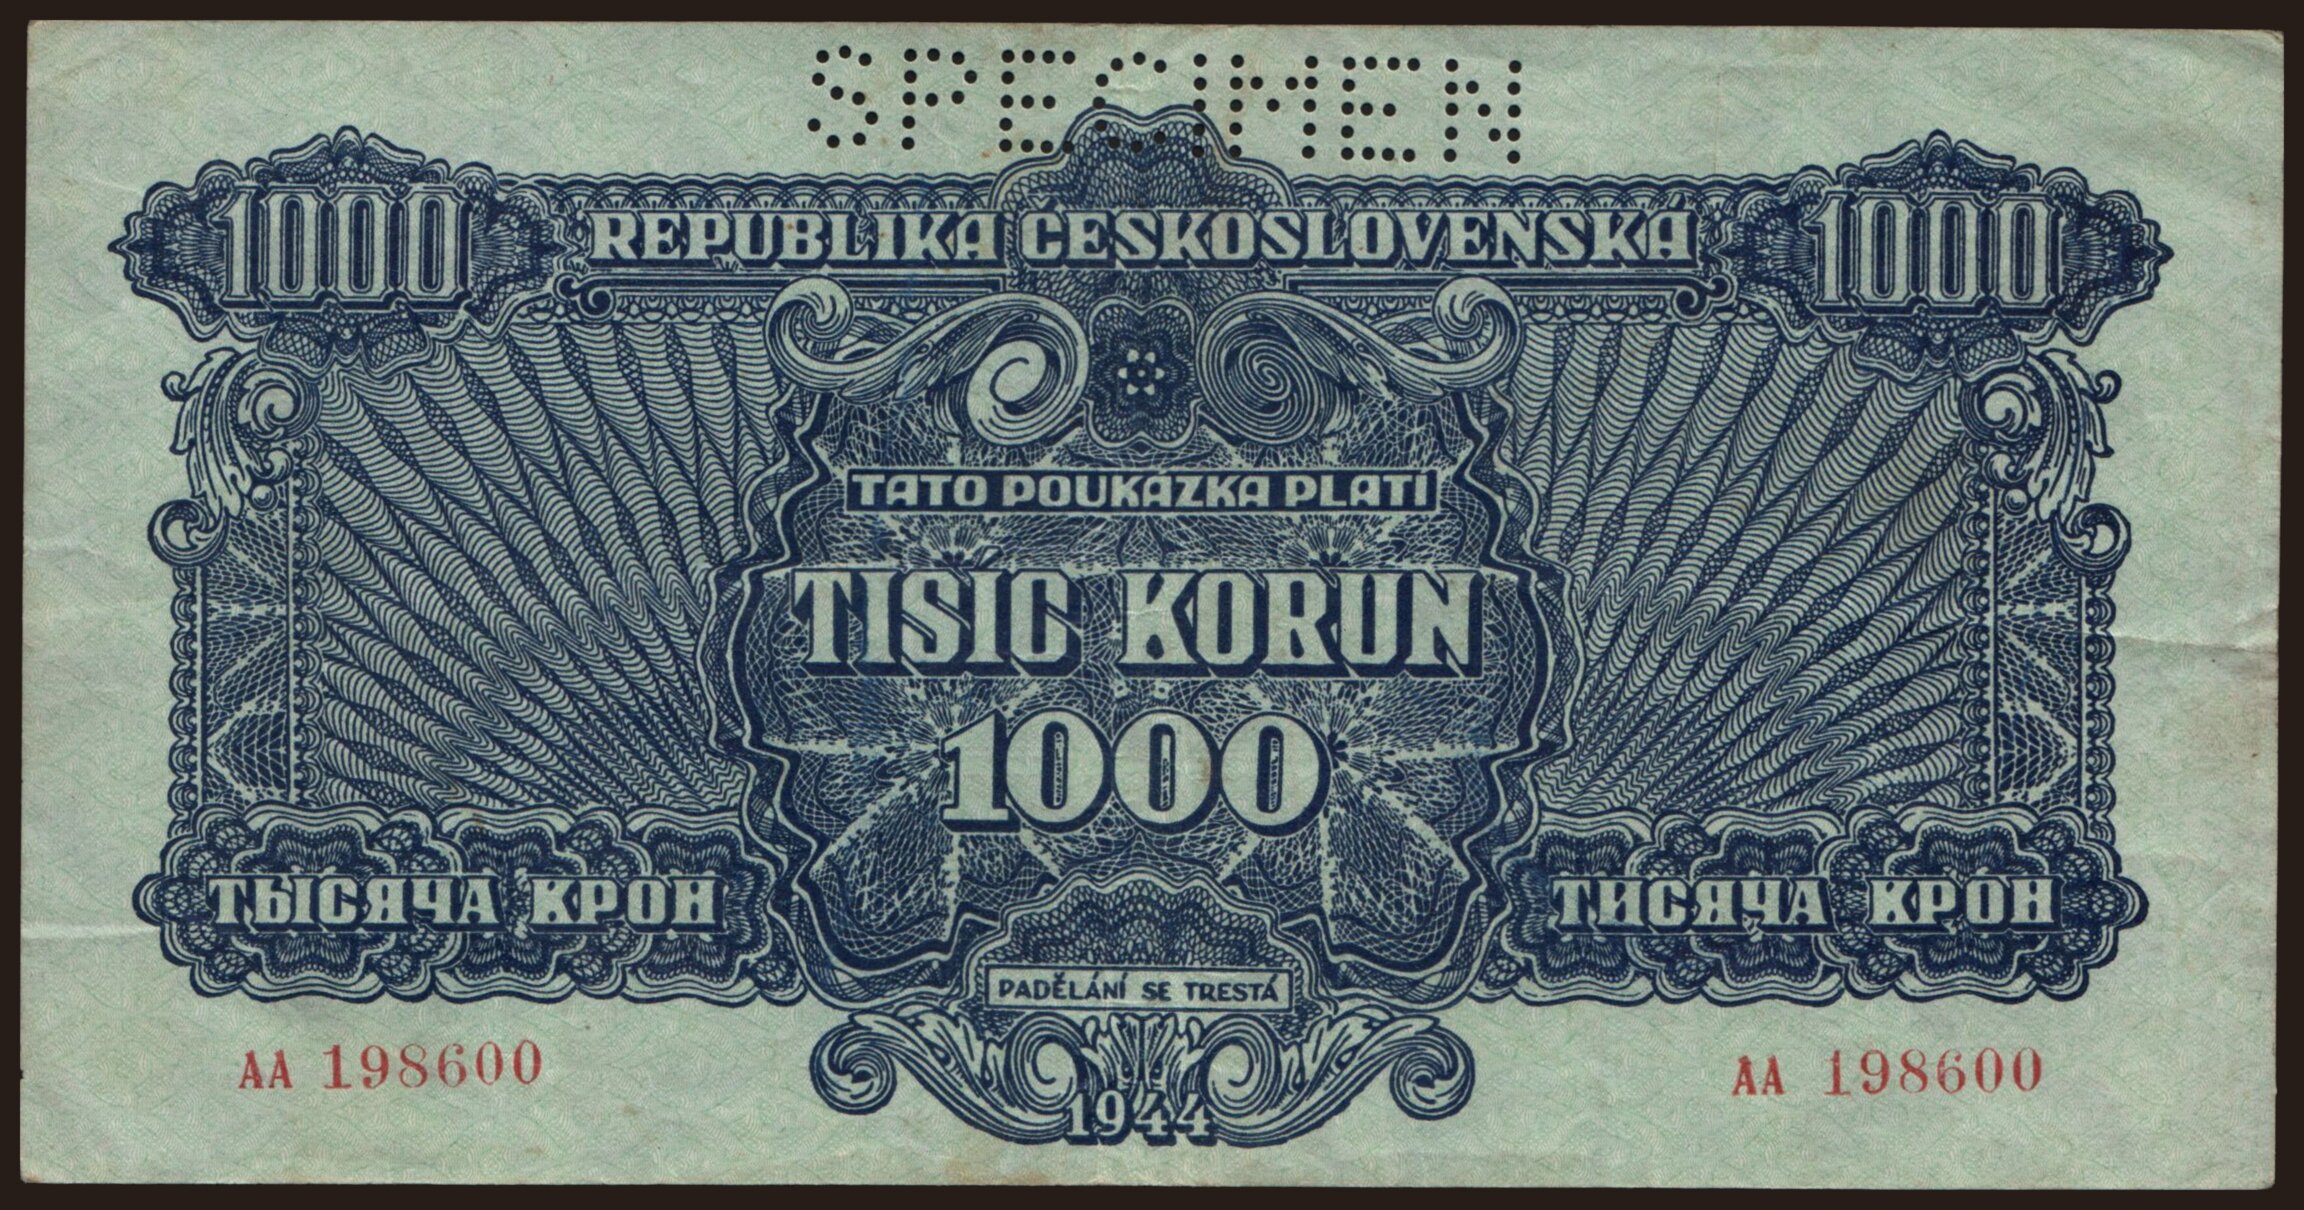 SPECIMEN
1000 REPUBLIKA ČESKOSLOVENSKÁ 1000
TATO POUKÁZKA PLATÍ
TISÍC KORUN
1000
ТЫСЯЧА КРОН
ТИСЯЧА КРОН
PADĚLÁNÍ SE TRESTÁ
AA 198600
AA 198600
1944